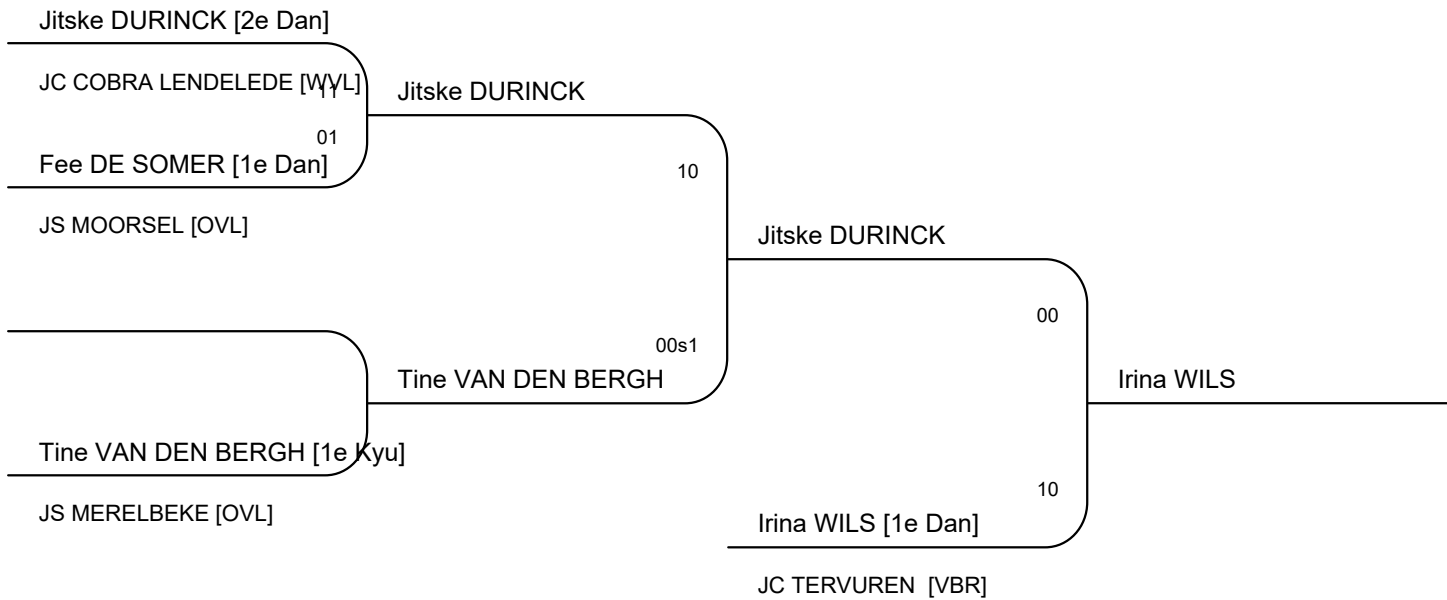 Jitske DURINCK [2e Dan]
JC COBRA LENDELEDE [WVL]
11
Jitske DURINCK
01
Fee DE SOMER [1e Dan]
10
JS MOORSEL [OVL]
Jitske DURINCK
00
00s1
Tine VAN DEN BERGH
Irina WILS
Tine VAN DEN BERGH [1e Kyu]
10
JS MERELBEKE [OVL]
Irina WILS [1e Dan]
JC TERVUREN [VBR]